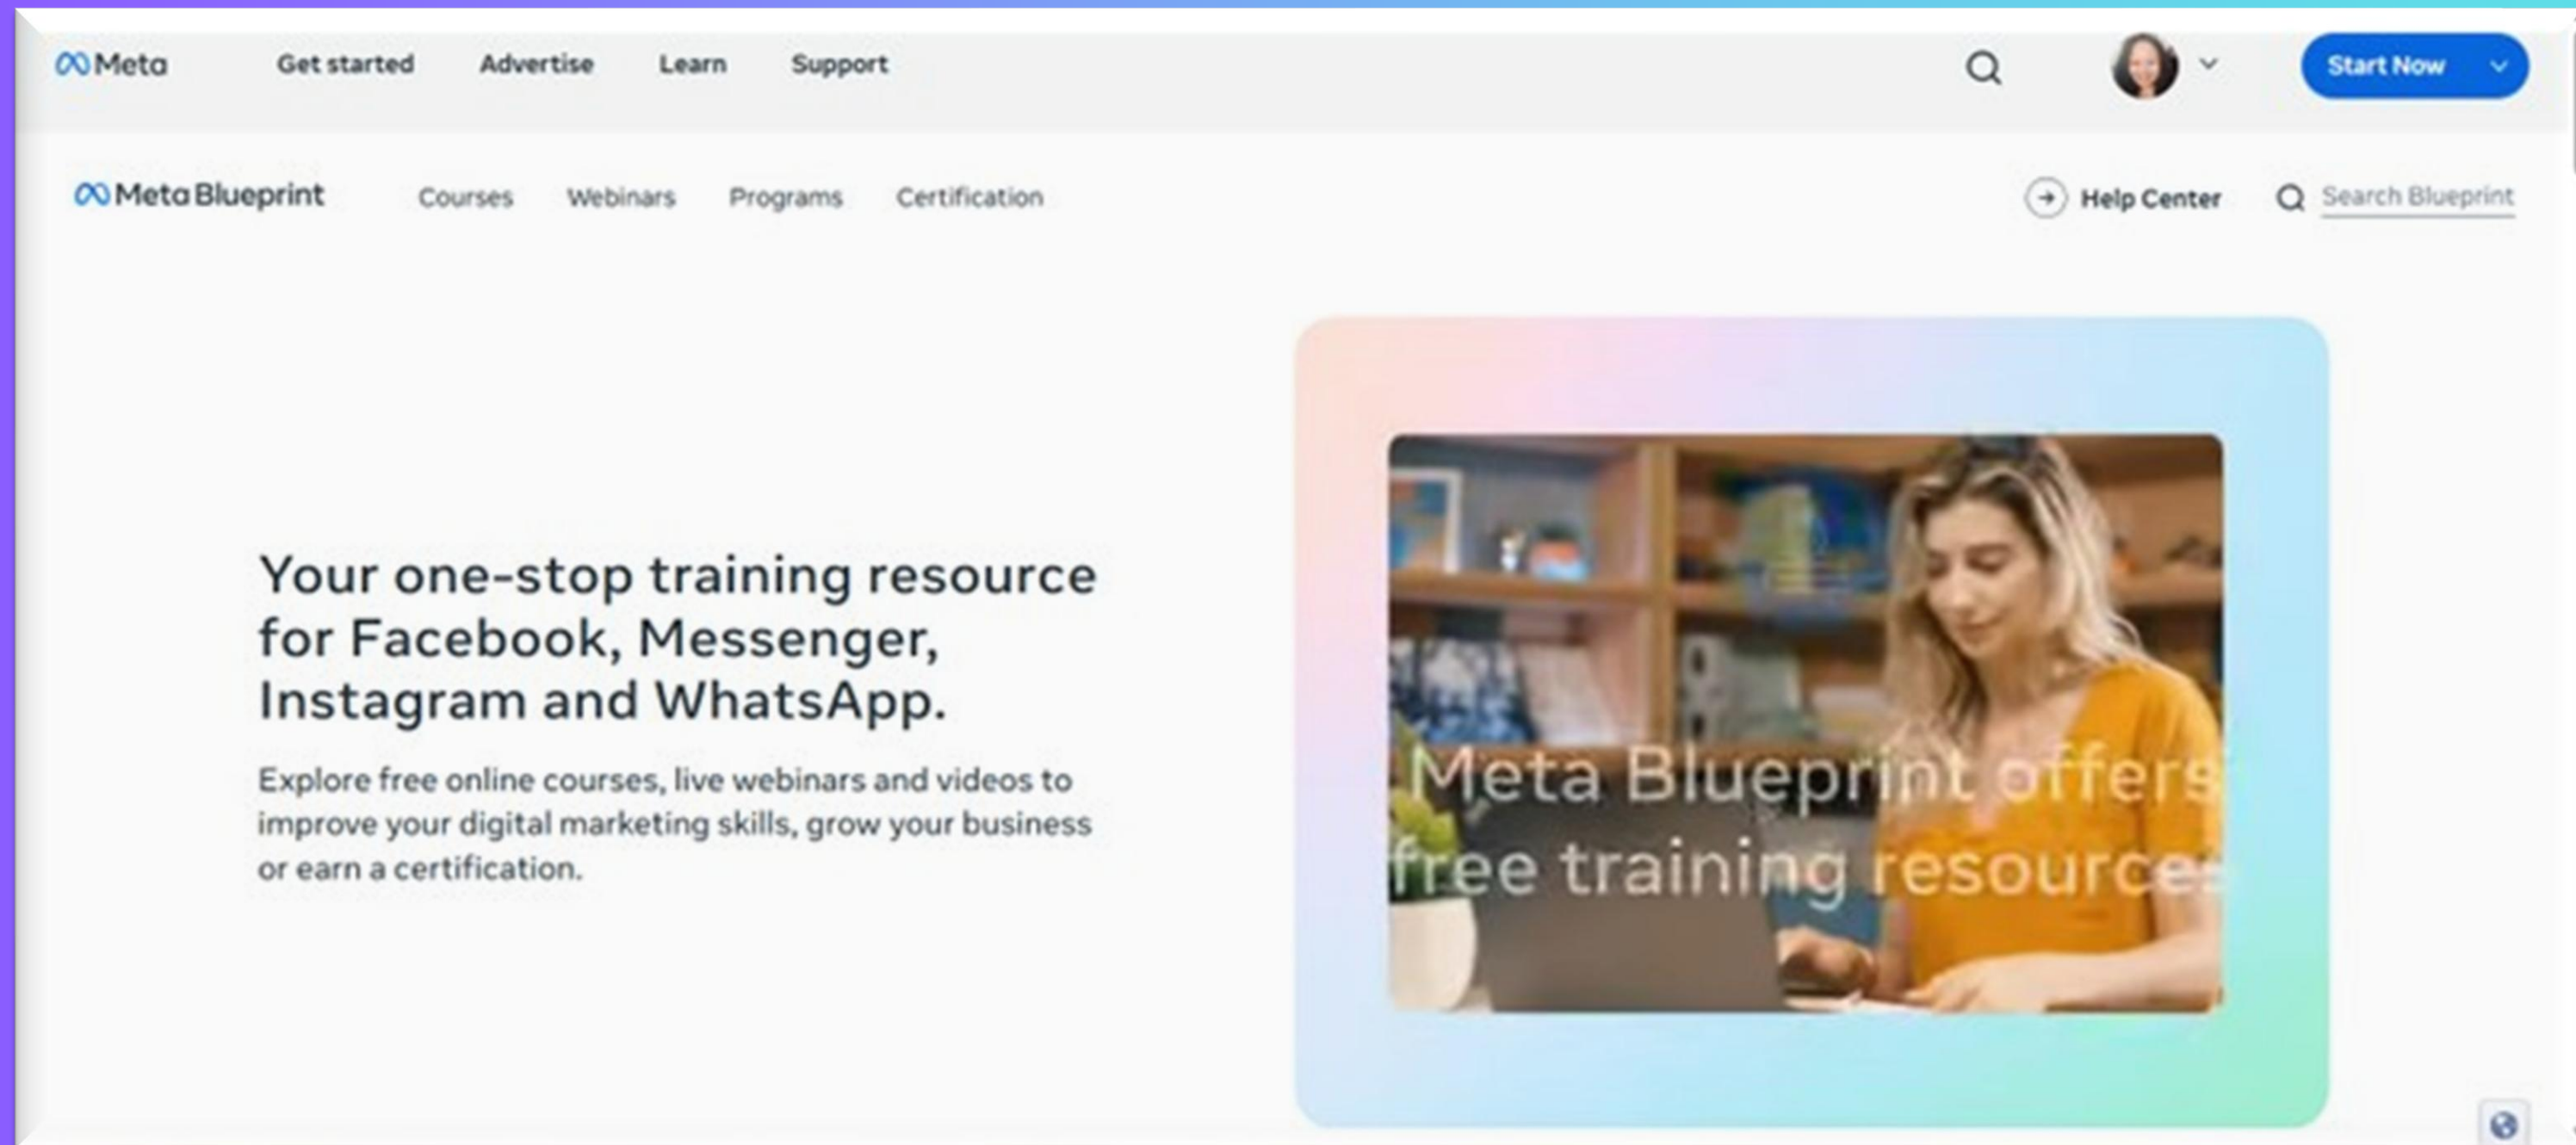 Meta Get started Advertise Learn Support Start Now
Meta Blueprint Courses Webinars Programs Certification Help Center Search Blueprint
Your one-stop training resource
for Facebook, Messenger,
Instagram and WhatsApp.
Explore free online courses, live webinars and videos to
improve your digital marketing skills, grow your business
or earn a certification.
Meta Blueprint offers
free training resources